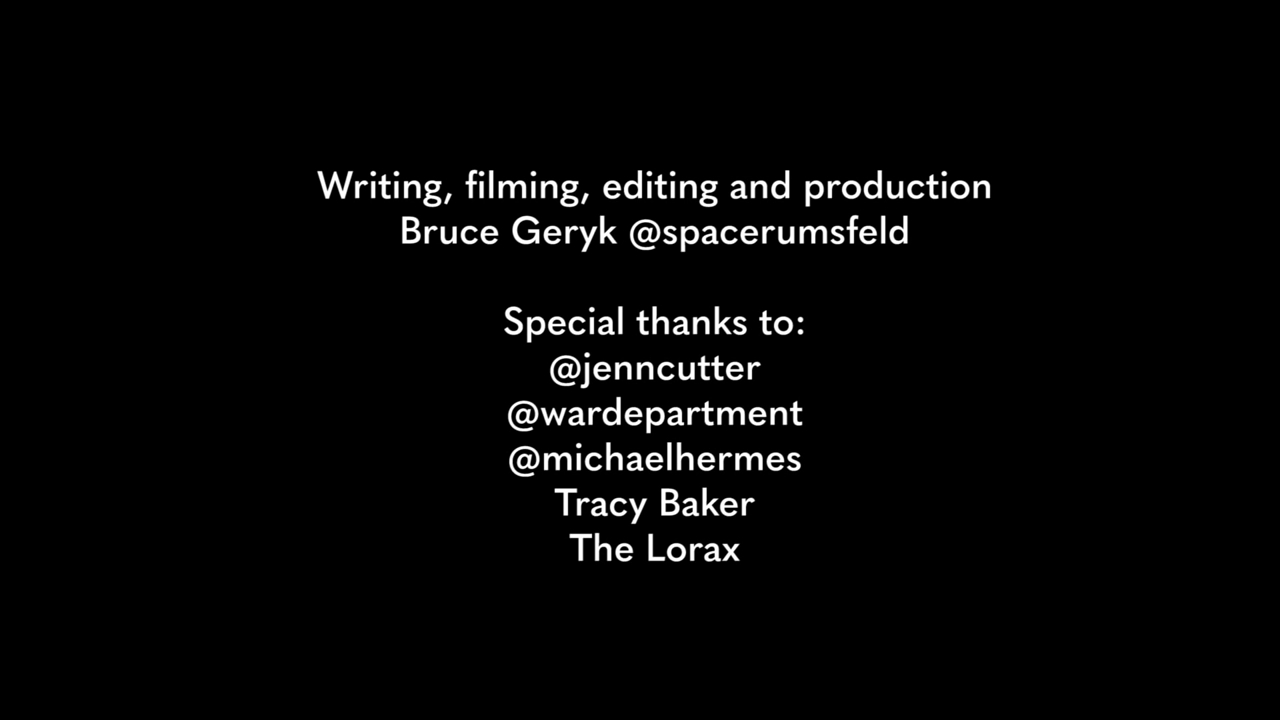 Writing, filming, editing and production
Bruce Geryk @spacerumsfeld
Special thanks to:
@jenncutter
@wardepartment
@michaelhermes
Tracy Baker
The Lorax